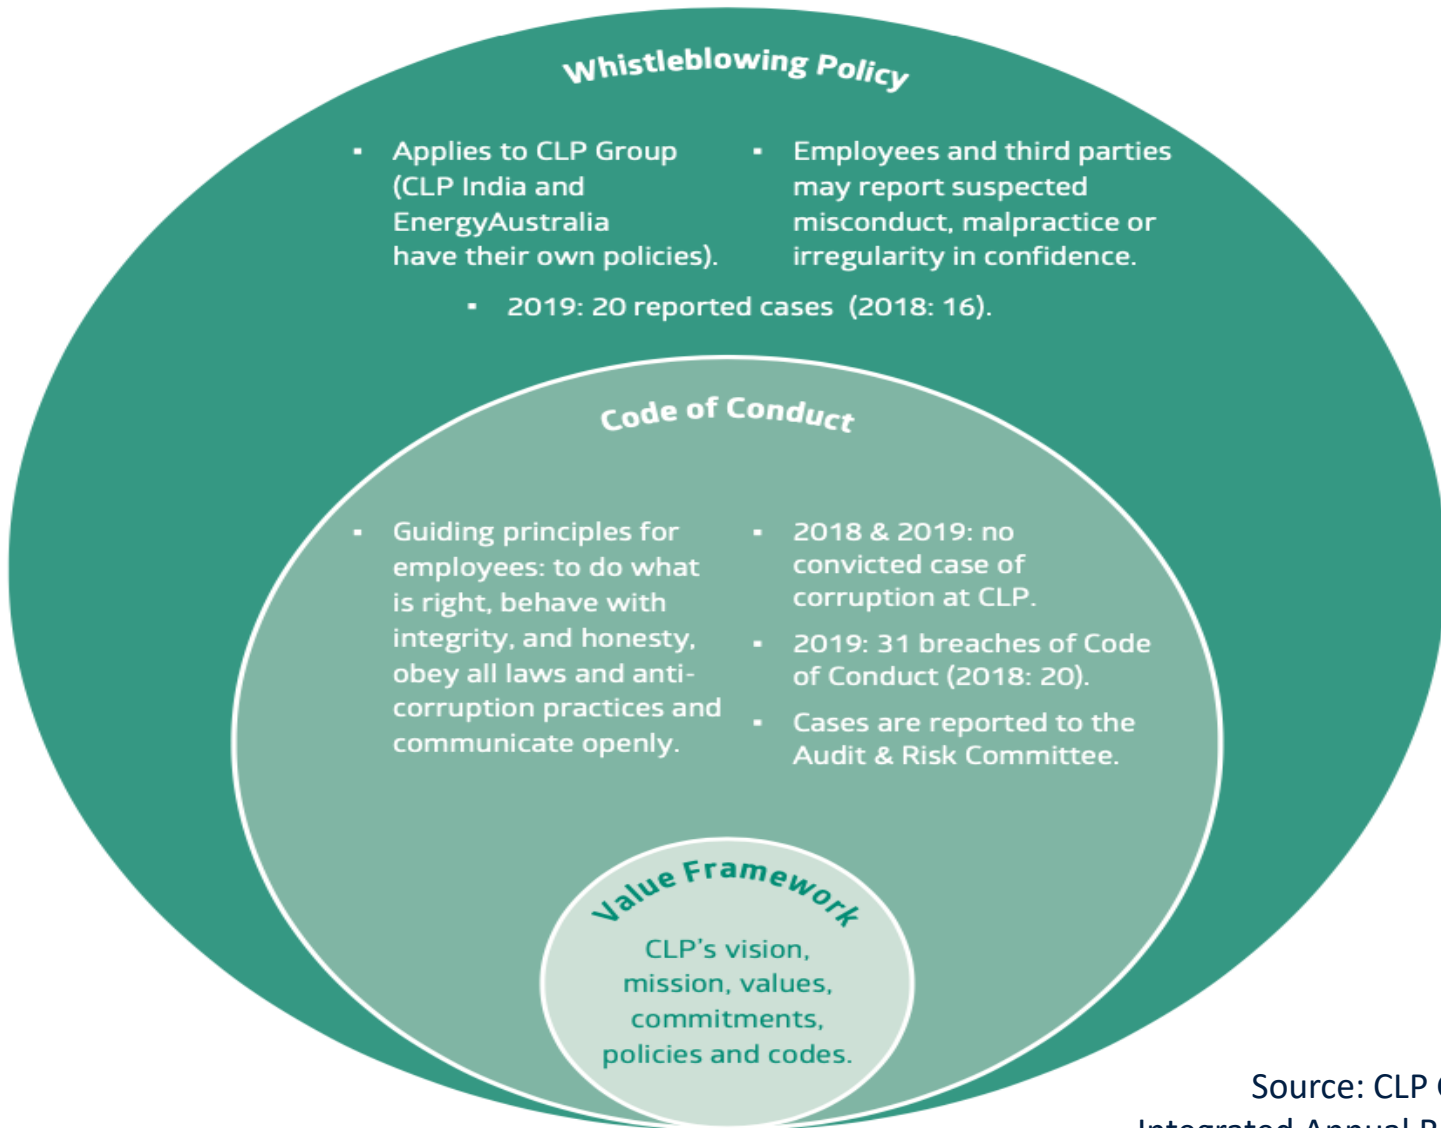 Whistleblowing Policy
▪ Applies to CLP Group
(CLP India and
EnergyAustralia
have their own policies).
▪ Employees and third parties
may report suspected
misconduct, malpractice or
irregularity in confidence.
▪ 2019: 20 reported cases (2018: 16).
Code of Conduct
▪ Guiding principles for
employees: to do what
is right, behave with
integrity, and honesty,
obey all laws and anti-
corruption practices and
communicate openly.
▪ 2018 & 2019: no
convicted case of
corruption at CLP.
▪ 2019: 31 breaches of Code
of Conduct (2018: 20).
▪ Cases are reported to the
Audit & Risk Committee.
Value Framework
CLP's vision,
mission, values,
commitments,
policies and codes.
Source: CLP
Integrated Annual